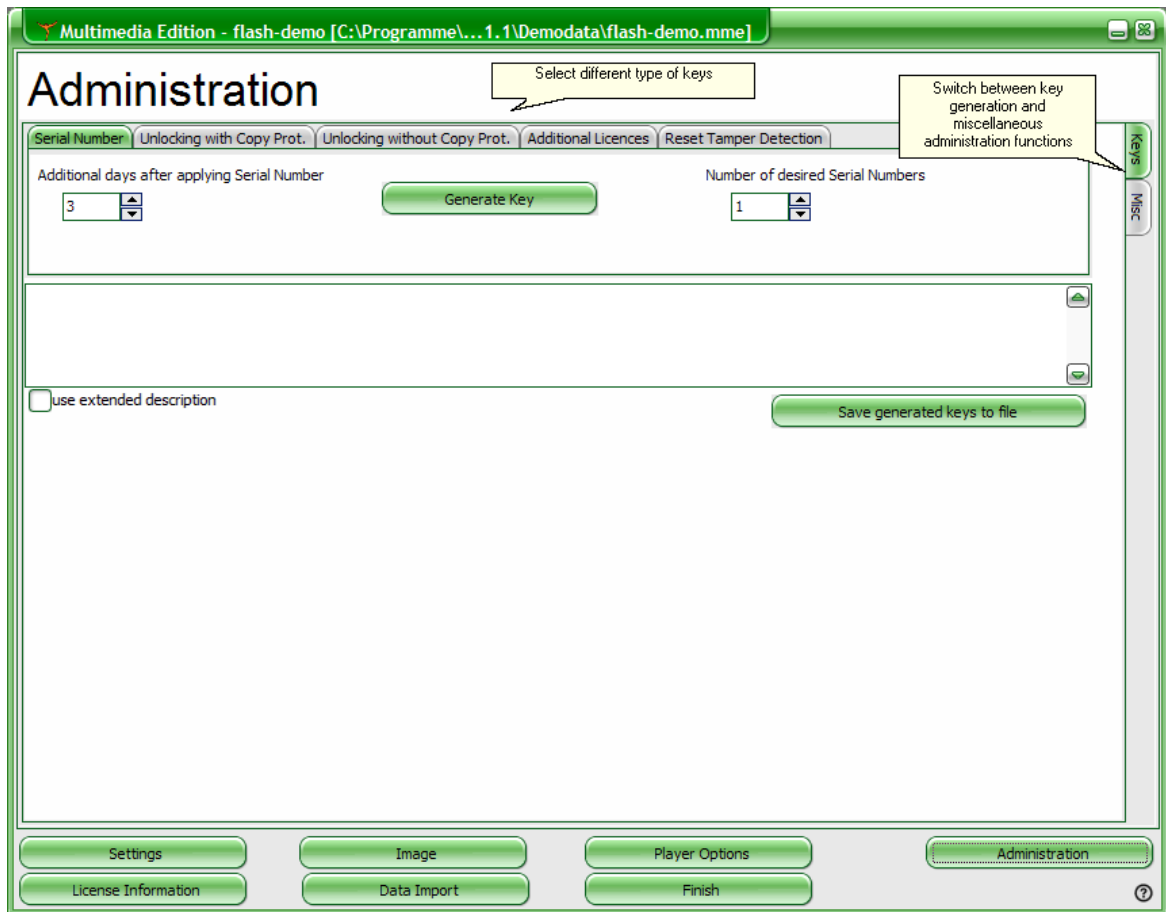 Multimedia Edition - flash-demo [C:\Programme\...1.1\Demodata\flash-demo.mme]
Administration
Select different type of keys
Switch between key
generation and
miscellaneous
administration functions
Serial Number
Unlocking with Copy Prot.
Unlocking without Copy Prot.
Additional Licences
Reset Tamper Detection
Keys
Misc
Additional days after applying Serial Number
3
Generate Key
Number of desired Serial Numbers
1
use extended description
Save generated keys to file
Settings
Image
Player Options
Administration
License Information
Data Import
Finish
?